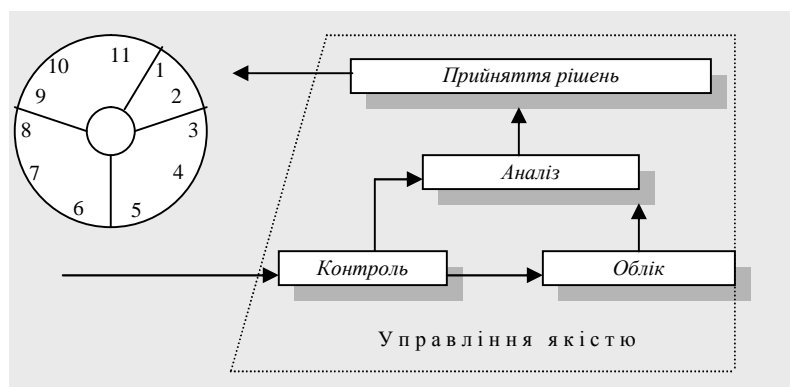 11
10
1
9
2
8
3
7
4
6
5
Прийняття рішень
Аналіз
Контроль
Облік
Управління якістю